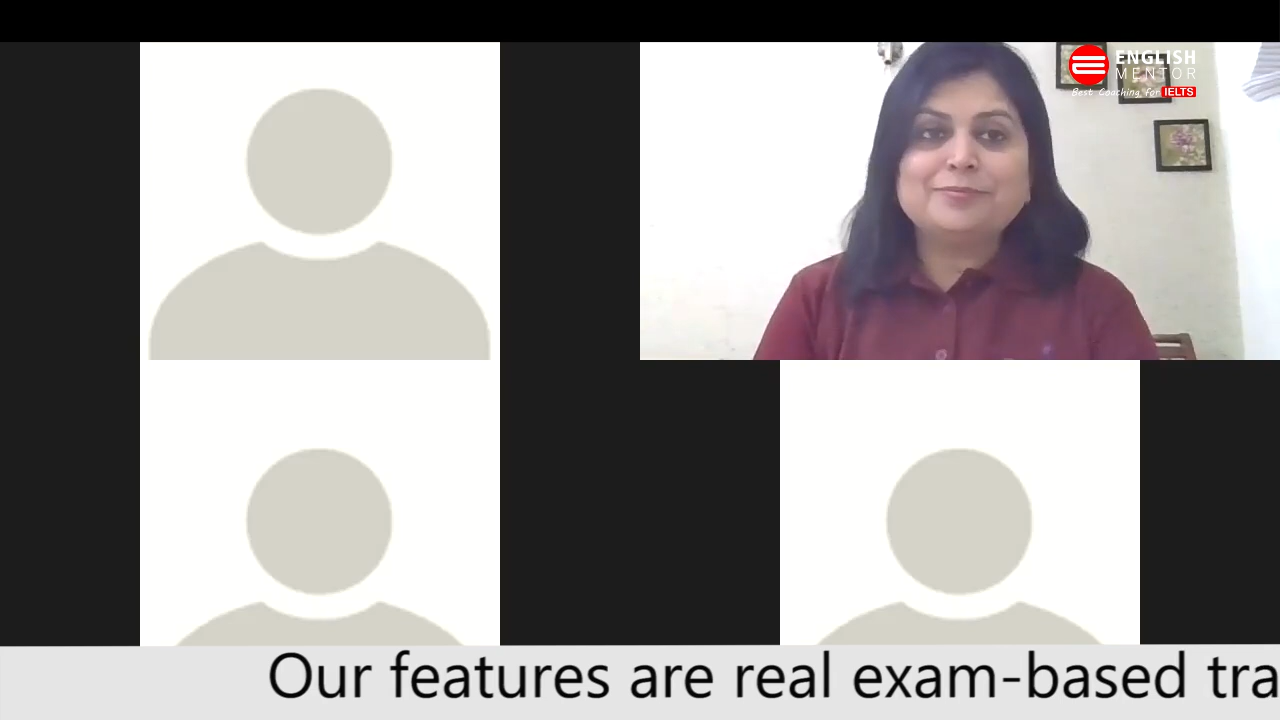 ENGLISH
MENTOR
Best Coaching for IELTS
Our features are real exam-based tra